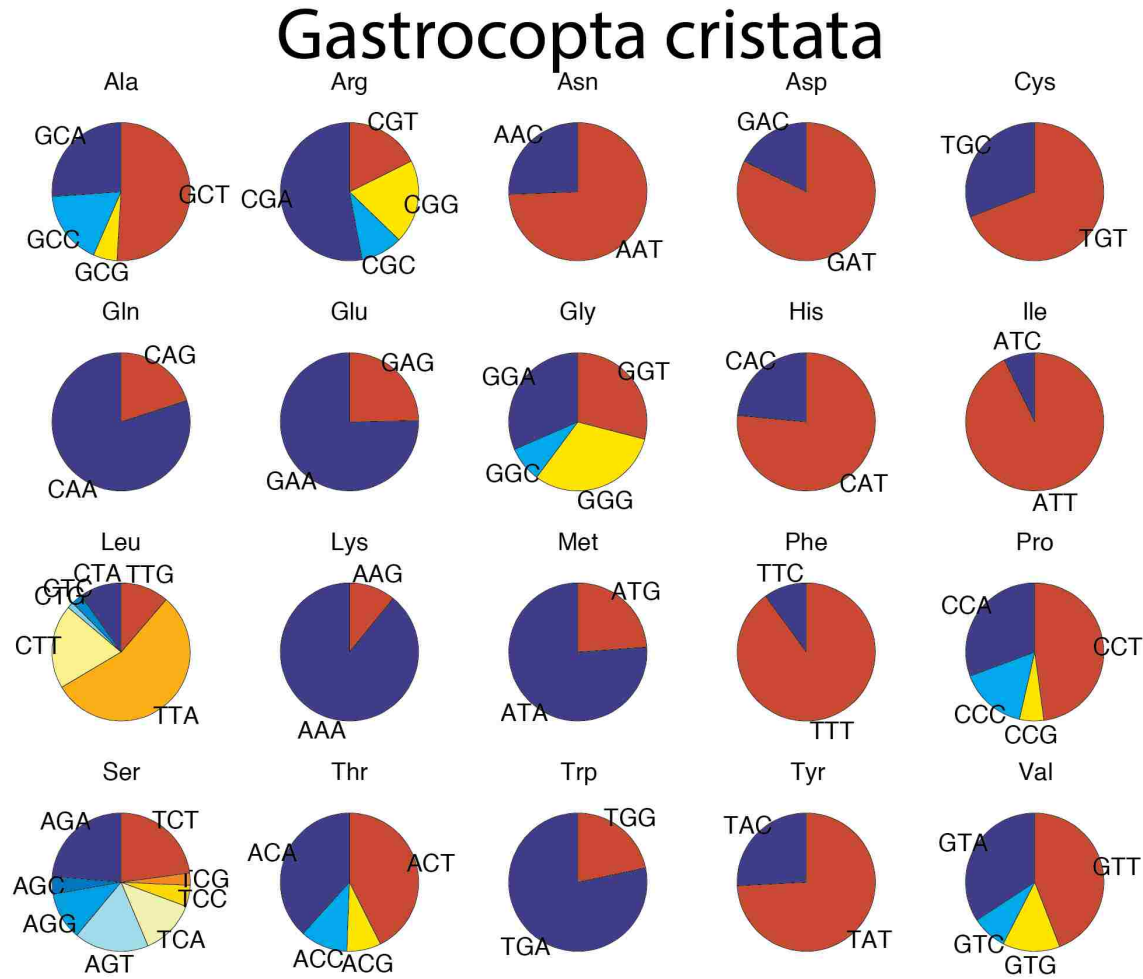 Gastrocopta cristata
Ala Arg Asn Asp Cys
GCA GCT GCC GCG
CGT CGA CGG CGC
AAC AAT
GAC GAT
TGC TGT
Gln Glu Gly His Ile
CAG CAA
GAG GAA
GGA GGT GGC GGG
CAC CAT
ATC ATT
Leu Lys Met Phe Pro
CTA TTG CTC CTG CTT TTA
AAG AAA
ATG ATA
TTC TTT
CCA CCT CCC CCG
Ser Thr Trp Tyr Val
AGA TCT AGC TCG TCC AGG TCA AGT
ACA ACT ACC ACG
TGG TGA
TAC TAT
GTA GTT GTC GTG